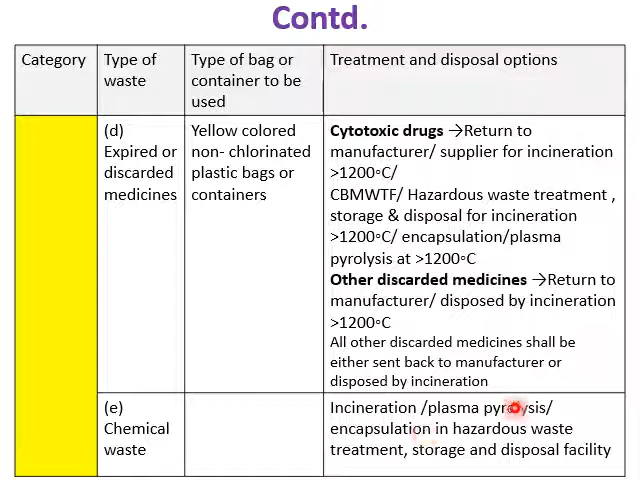 Contd.
Category
Type of
waste
Type of bag or
container to be
used
Treatment and disposal options
(d)
Expired or
discarded
medicines
Yellow colored
non- chlorinated
plastic bags or
containers
Cytotoxic drugs →Return to
manufacturer/ supplier for incineration
>1200◦C/
CBMWTF/ Hazardous waste treatment ,
storage & disposal for incineration
>1200◦C/ encapsulation/plasma
pyrolysis at >1200◦C
Other discarded medicines →Return to
manufacturer/ disposed by incineration
>1200◦C
All other discarded medicines shall be
either sent back to manufacturer or
disposed by incineration
(e)
Chemical
waste
Incineration /plasma pyrolysis/
encapsulation in hazardous waste
treatment, storage and disposal facility